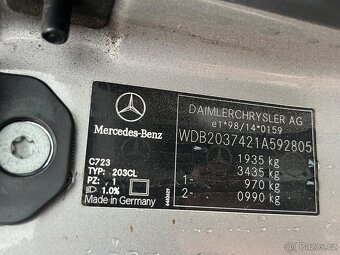 DAIMLERCHRYSLER AG
e1*98/14*0159
WDB2037421A592805
1935 kg
3435 kg
1- 970 kg
2- 0990 kg
Mercedes-Benz
C723
TYP: 203CL
PZ: 1
1.0%
Made in Germany
bazos.cz